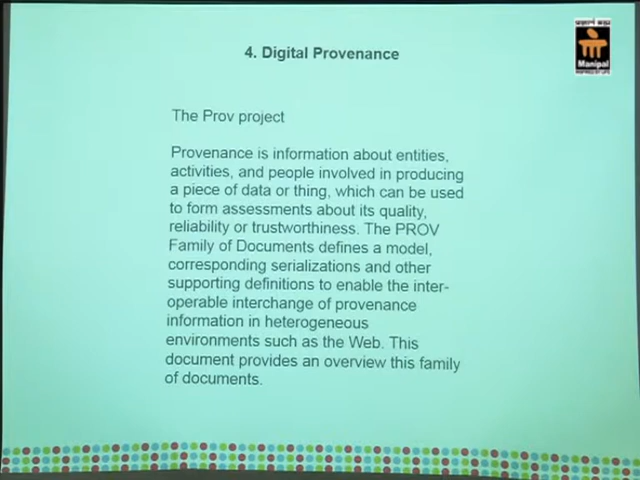 4. Digital Provenance
Manipal
INSPIRED BY LIFE
The Prov project
Provenance is information about entities,
activities, and people involved in producing
a piece of data or thing, which can be used
to form assessments about its quality,
reliability or trustworthiness. The PROV
Family of Documents defines a model,
corresponding serializations and other
supporting definitions to enable the inter-
operable interchange of provenance
information in heterogeneous
environments such as the Web. This
document provides an overview this family
of documents.